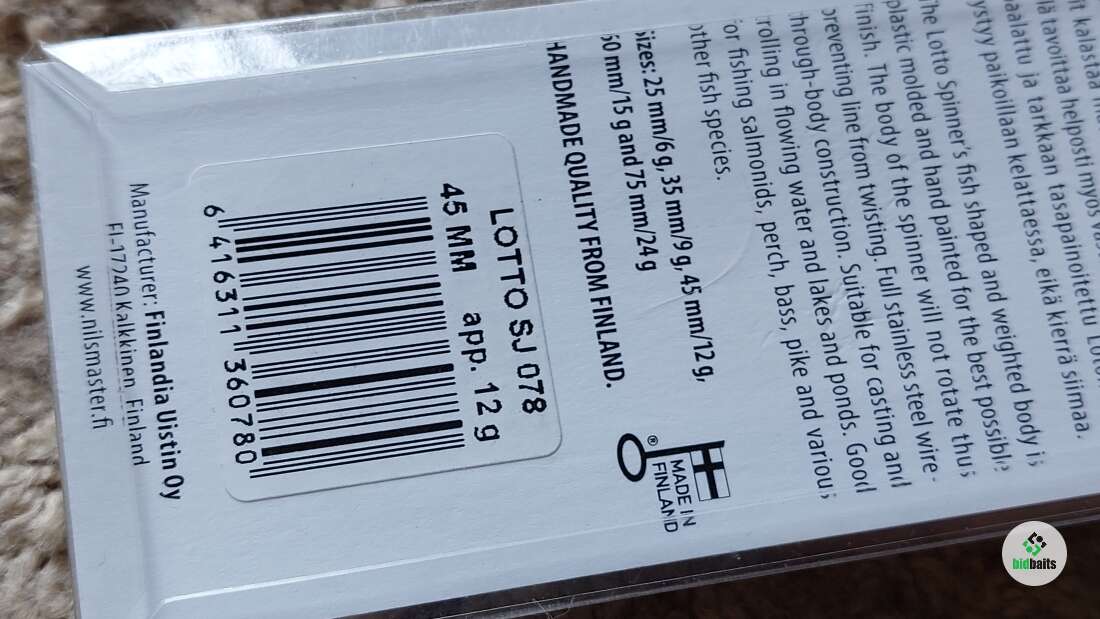 kalastaa
lä tavoittaa helposti myös
aalattu ja tarkkaan tasapainoitettu
ystyy paikoillaan kelattaessa, eikä kierrä siimaa.
The Lotto Spinner's fish shaped and weighted body is
plastic molded and hand painted for the best possible
finish. The body of the spinner will not rotate thus
preventing line from twisting. Full stainless steel wire-
through-body construction. Suitable for casting and
trolling in flowing water and lakes and ponds. Good
for fishing salmonids, perch, bass, pike and various
other fish species.
Sizes: 25 mm/6 g, 35 mm/9 g, 45 mm/12 g,
60 mm/15 g and 75 mm/24 g
HANDMADE QUALITY FROM FINLAND.
® MADE IN
FINLAND
LOTTO SJ 078
45 MM app. 12 g
6 416311 360780
Manufacturer: Finlandia Uistin Oy
FI-17240 Kalkkinen, Finland
www.nilsmaster.fi
bidbaits